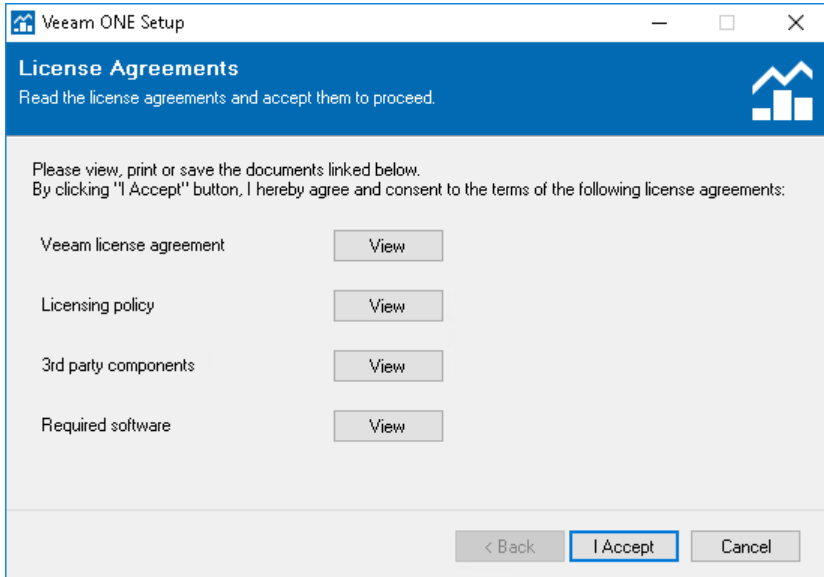 Veeam ONE Setup
License Agreements
Read the license agreements and accept them to proceed.
Please view, print or save the documents linked below.
By clicking "I Accept" button, I hereby agree and consent to the terms of the following license agreements:
Veeam license agreement View
Licensing policy View
3rd party components View
Required software View
< Back I Accept Cancel